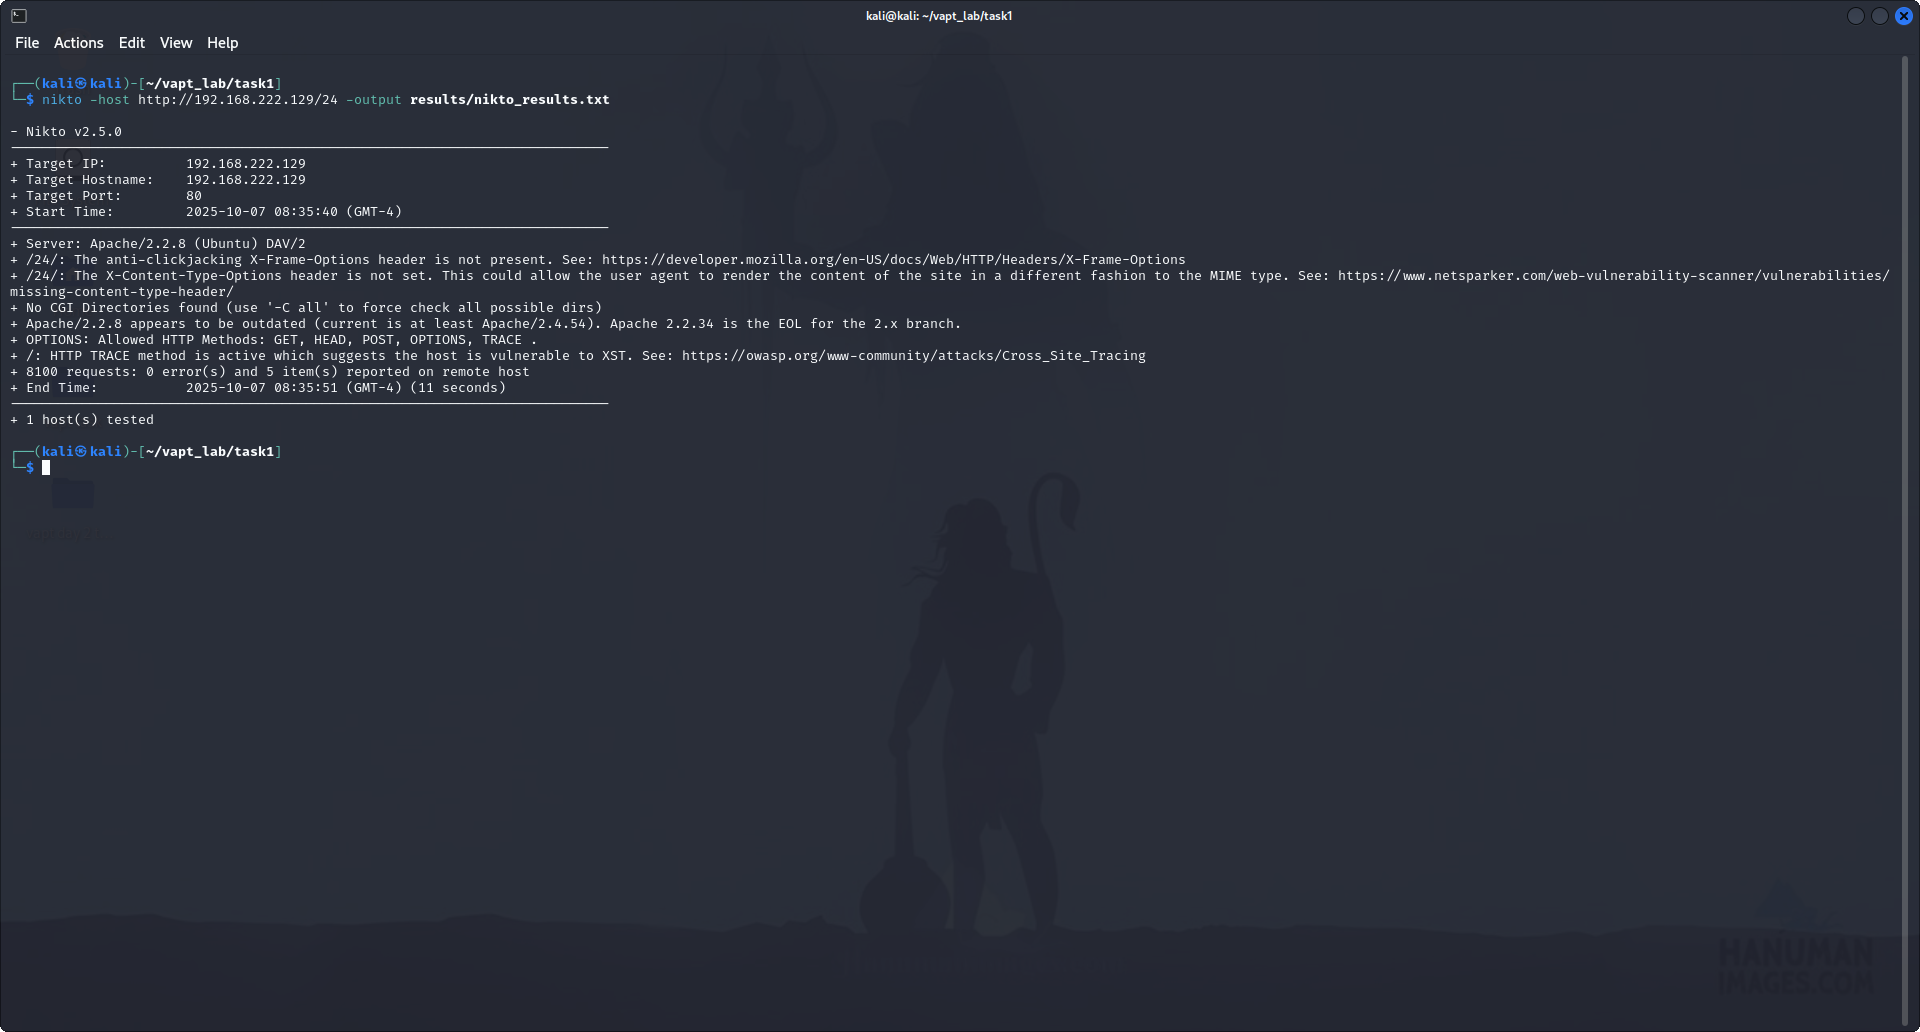 kali@kali: ~/vapt_lab/task1
File Actions Edit View Help
┌──(kali㉿kali)-[~/vapt_lab/task1]
└─$ nikto -host http://192.168.222.129/24 -output results/nikto_results.txt
- Nikto v2.5.0
+ Target IP: 192.168.222.129
+ Target Hostname: 192.168.222.129
+ Target Port: 80
+ Start Time: 2025-10-07 08:35:40 (GMT-4)
+ Server: Apache/2.2.8 (Ubuntu) DAV/2
+ /24/: The anti-clickjacking X-Frame-Options header is not present. See: https://developer.mozilla.org/en-US/docs/Web/HTTP/Headers/X-Frame-Options
+ /24/: The X-Content-Type-Options header is not set. This could allow the user agent to render the content of the site in a different fashion to the MIME type. See: https://www.netsparker.com/web-vulnerability-scanner/vulnerabilities/
missing-content-type-header/
+ No CGI Directories found (use '-C all' to force check all possible dirs)
+ Apache/2.2.8 appears to be outdated (current is at least Apache/2.4.54). Apache 2.2.34 is the EOL for the 2.x branch.
+ OPTIONS: Allowed HTTP Methods: GET, HEAD, POST, OPTIONS, TRACE .
+ /: HTTP TRACE method is active which suggests the host is vulnerable to XST. See: https://owasp.org/www-community/attacks/Cross_Site_Tracing
+ 8100 requests: 0 error(s) and 5 item(s) reported on remote host
+ End Time: 2025-10-07 08:35:51 (GMT-4) (11 seconds)
+ 1 host(s) tested
┌──(kali㉿kali)-[~/vapt_lab/task1]
└─$
HANUMAN
IMAGES.COM